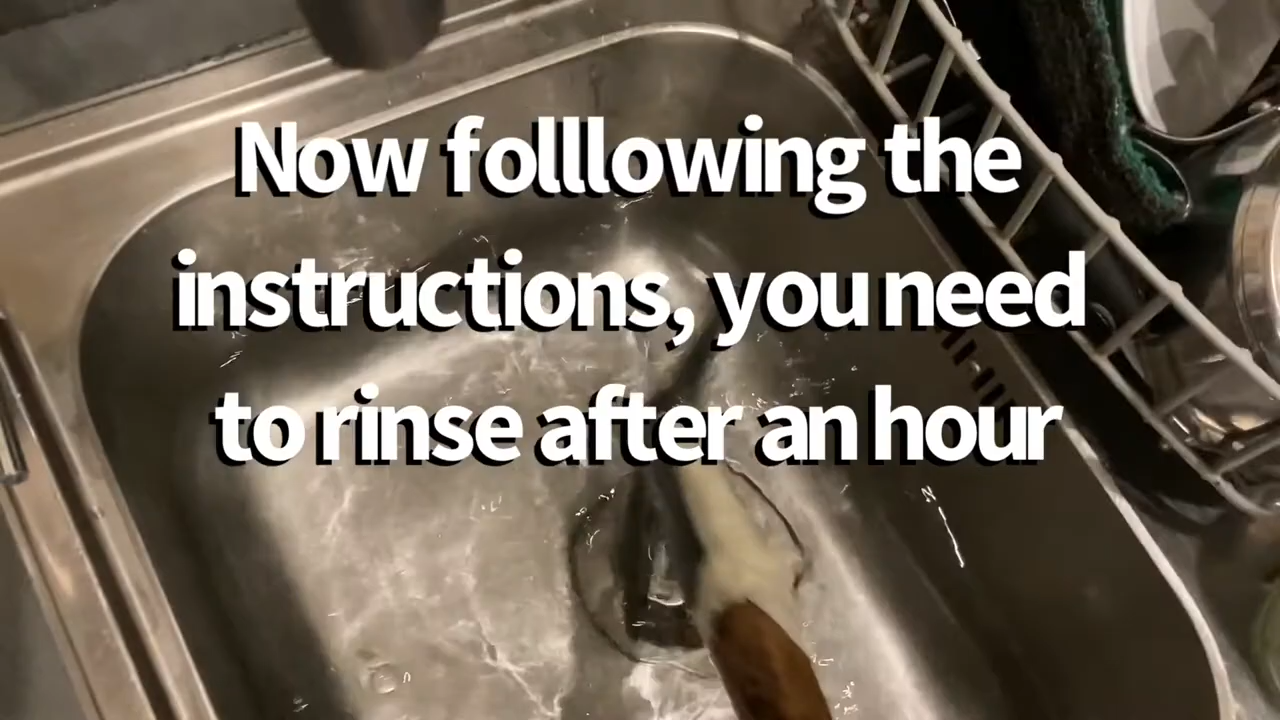 Now folllowing the
instructions, you need
to rinse after an hour